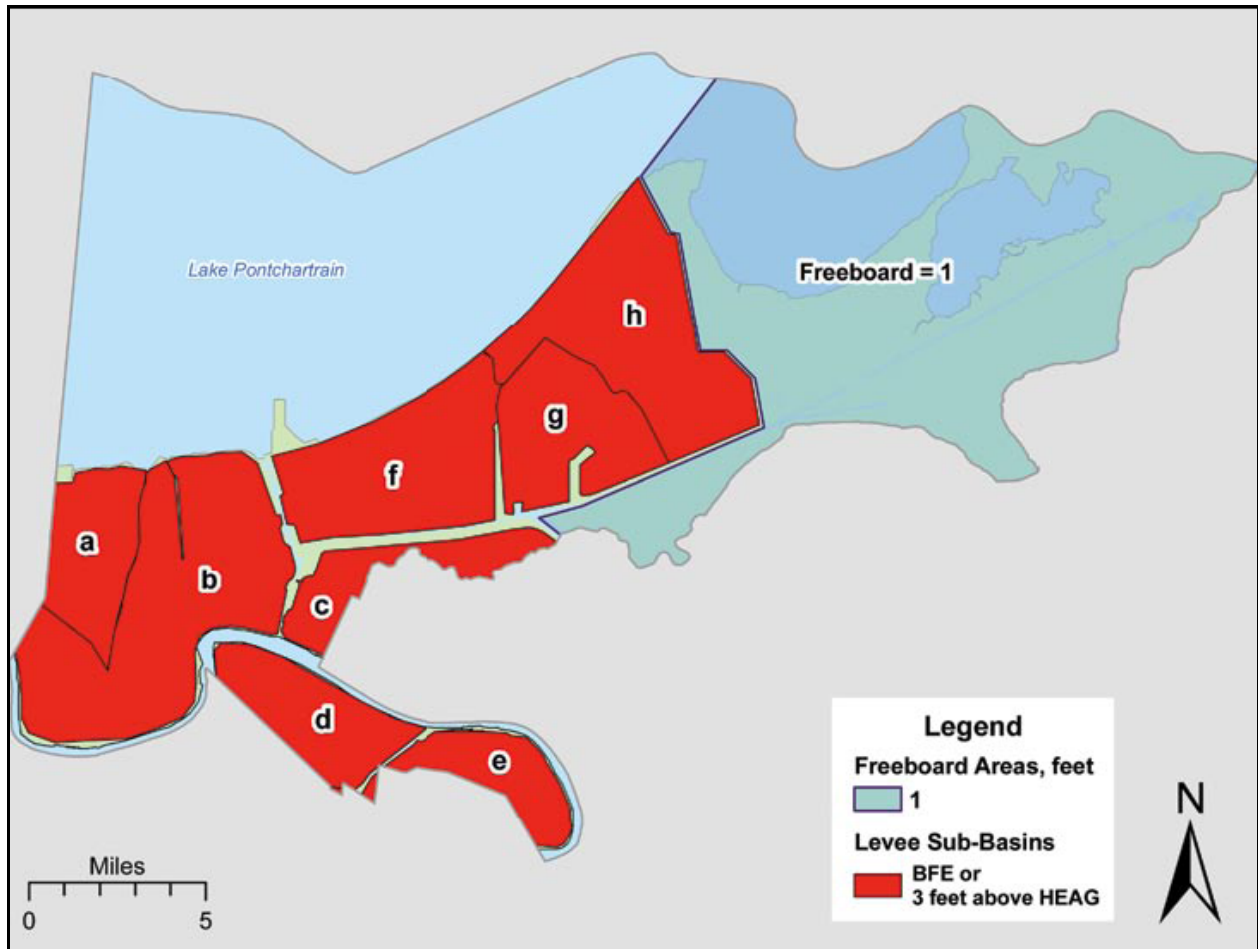 Lake Pontchartrain
Freeboard = 1
h
g
f
a
b
c
d
e
Legend
Freeboard Areas, feet
1
Levee Sub-Basins
BFE or
3 feet above HEAG
N
Miles
0 5